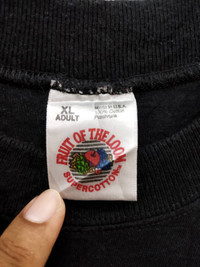 XL
ADULT
MADE IN U.S.A.
FRUIT OF THE LOOM
SUPERCOTTON